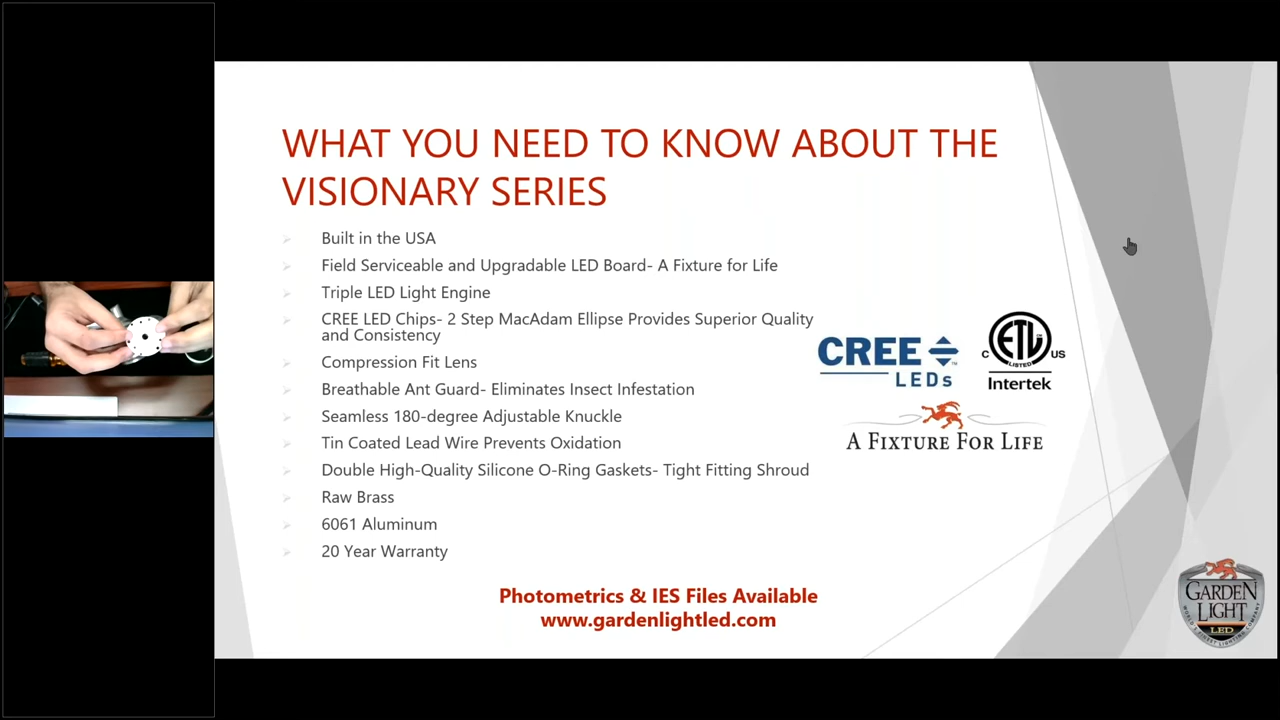 WHAT YOU NEED TO KNOW ABOUT THE
VISIONARY SERIES
Built in the USA
Field Serviceable and Upgradable LED Board- A Fixture for Life
Triple LED Light Engine
CREE LED Chips- 2 Step MacAdam Ellipse Provides Superior Quality
and Consistency
Compression Fit Lens
Breathable Ant Guard- Eliminates Insect Infestation
Seamless 180-degree Adjustable Knuckle
Tin Coated Lead Wire Prevents Oxidation
Double High-Quality Silicone O-Ring Gaskets- Tight Fitting Shroud
Raw Brass
6061 Aluminum
20 Year Warranty
CREE
LEDs
TM
C ETL US
LISTED
Intertek
A FIXTURE FOR LIFE
Photometrics & IES Files Available
www.gardenlightled.com
GARDEN
LIGHT
LED